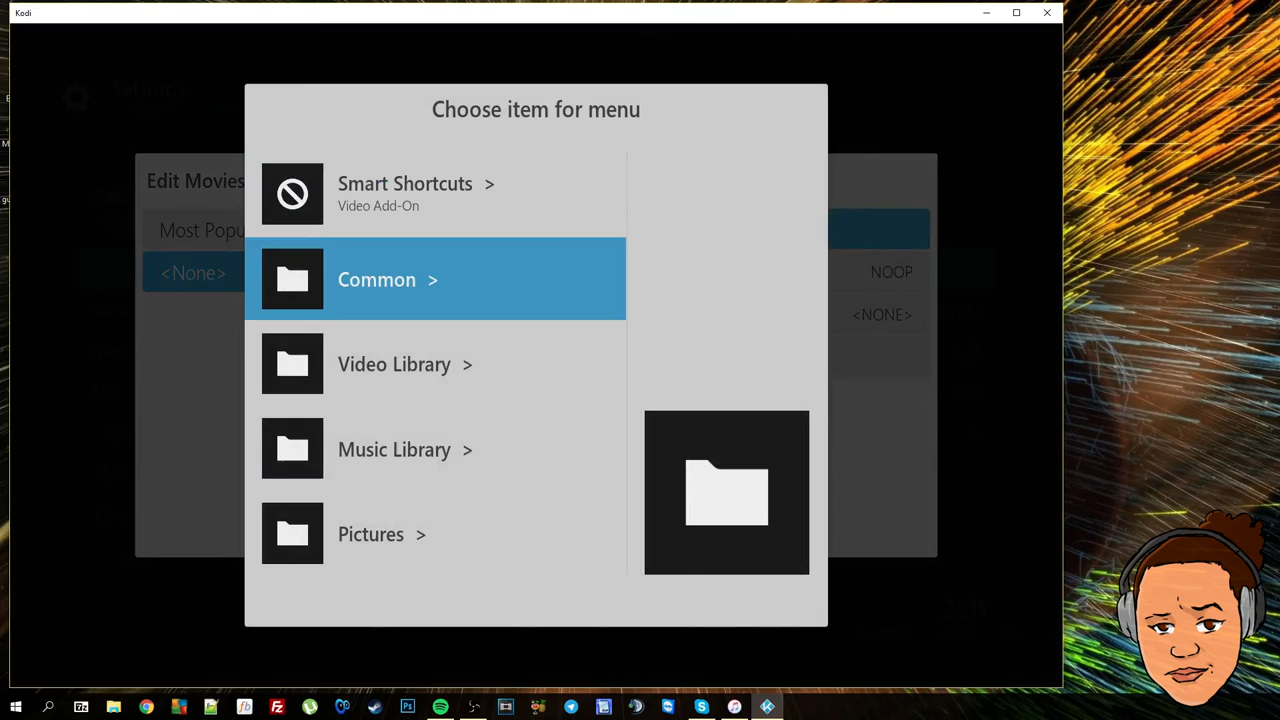 Kodi
Settings
Choose item for menu
Edit Movies
Most Popu
<None>
Smart Shortcuts >
Video Add-On
Common >
Video Library >
Music Library >
Pictures >
NOOP
<NONE>